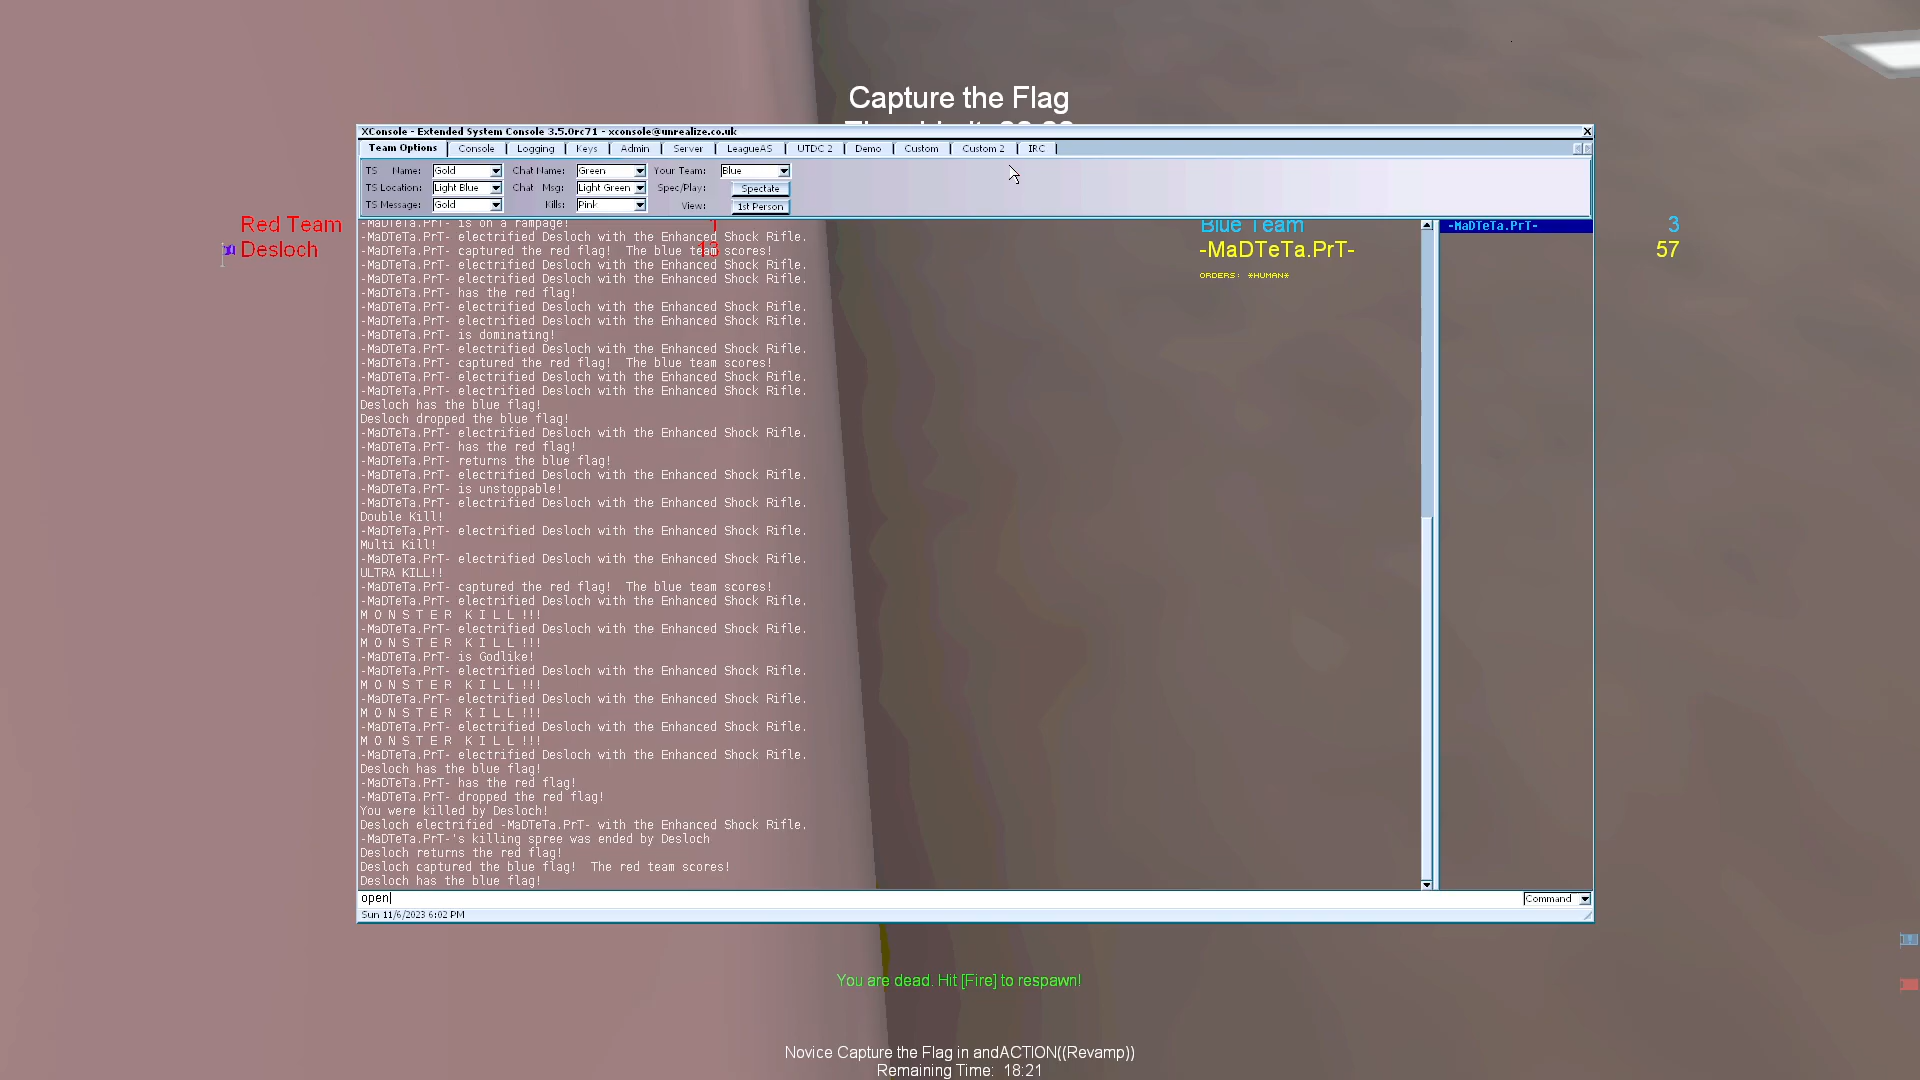 Capture the Flag
XConsole - Extended System Console 3.5.0rc71 - xconsole@unrealize.co.uk
Team Options Console Logging Keys Admin Server LeagueAS UTDC 2 Demo Custom Custom 2 IRC
TS Name: Gold Chat Name: Green Your Team: Blue
TS Location: Light Blue Chat Msg: Light Green Spec/Play: Spectate
TS Message: Gold Kills: Pink View: 1st Person
Red Team 1 Blue Team 3
Desloch 13 -MaDTeTa.PrT- 57
ORDERS: *HUMAN*
-MaDTeTa.PrT-
-MaDTeTa.PrT- is on a rampage!
-MaDTeTa.PrT- electrified Desloch with the Enhanced Shock Rifle.
-MaDTeTa.PrT- captured the red flag!  The blue team scores!
-MaDTeTa.PrT- electrified Desloch with the Enhanced Shock Rifle.
-MaDTeTa.PrT- electrified Desloch with the Enhanced Shock Rifle.
-MaDTeTa.PrT- has the red flag!
-MaDTeTa.PrT- electrified Desloch with the Enhanced Shock Rifle.
-MaDTeTa.PrT- electrified Desloch with the Enhanced Shock Rifle.
-MaDTeTa.PrT- is dominating!
-MaDTeTa.PrT- electrified Desloch with the Enhanced Shock Rifle.
-MaDTeTa.PrT- captured the red flag!  The blue team scores!
-MaDTeTa.PrT- electrified Desloch with the Enhanced Shock Rifle.
-MaDTeTa.PrT- electrified Desloch with the Enhanced Shock Rifle.
Desloch has the blue flag!
Desloch dropped the blue flag!
-MaDTeTa.PrT- electrified Desloch with the Enhanced Shock Rifle.
-MaDTeTa.PrT- has the red flag!
-MaDTeTa.PrT- returns the blue flag!
-MaDTeTa.PrT- electrified Desloch with the Enhanced Shock Rifle.
-MaDTeTa.PrT- is unstoppable!
-MaDTeTa.PrT- electrified Desloch with the Enhanced Shock Rifle.
Double Kill!
-MaDTeTa.PrT- electrified Desloch with the Enhanced Shock Rifle.
Multi Kill!
-MaDTeTa.PrT- electrified Desloch with the Enhanced Shock Rifle.
ULTRA KILL!!
-MaDTeTa.PrT- captured the red flag!  The blue team scores!
-MaDTeTa.PrT- electrified Desloch with the Enhanced Shock Rifle.
M O N S T E R  K I L L !!!
-MaDTeTa.PrT- electrified Desloch with the Enhanced Shock Rifle.
M O N S T E R  K I L L !!!
-MaDTeTa.PrT- is Godlike!
-MaDTeTa.PrT- electrified Desloch with the Enhanced Shock Rifle.
M O N S T E R  K I L L !!!
-MaDTeTa.PrT- electrified Desloch with the Enhanced Shock Rifle.
M O N S T E R  K I L L !!!
-MaDTeTa.PrT- electrified Desloch with the Enhanced Shock Rifle.
M O N S T E R  K I L L !!!
-MaDTeTa.PrT- electrified Desloch with the Enhanced Shock Rifle.
Desloch has the blue flag!
-MaDTeTa.PrT- has the red flag!
-MaDTeTa.PrT- dropped the red flag!
You were killed by Desloch!
Desloch electrified -MaDTeTa.PrT- with the Enhanced Shock Rifle.
-MaDTeTa.PrT-'s killing spree was ended by Desloch
Desloch returns the red flag!
Desloch captured the blue flag!  The red team scores!
Desloch has the blue flag!
open
Command
Sun 11/6/2023 6:02 PM
You are dead. Hit [Fire] to respawn!
Novice Capture the Flag in andACTION((Revamp))
Remaining Time: 18:21